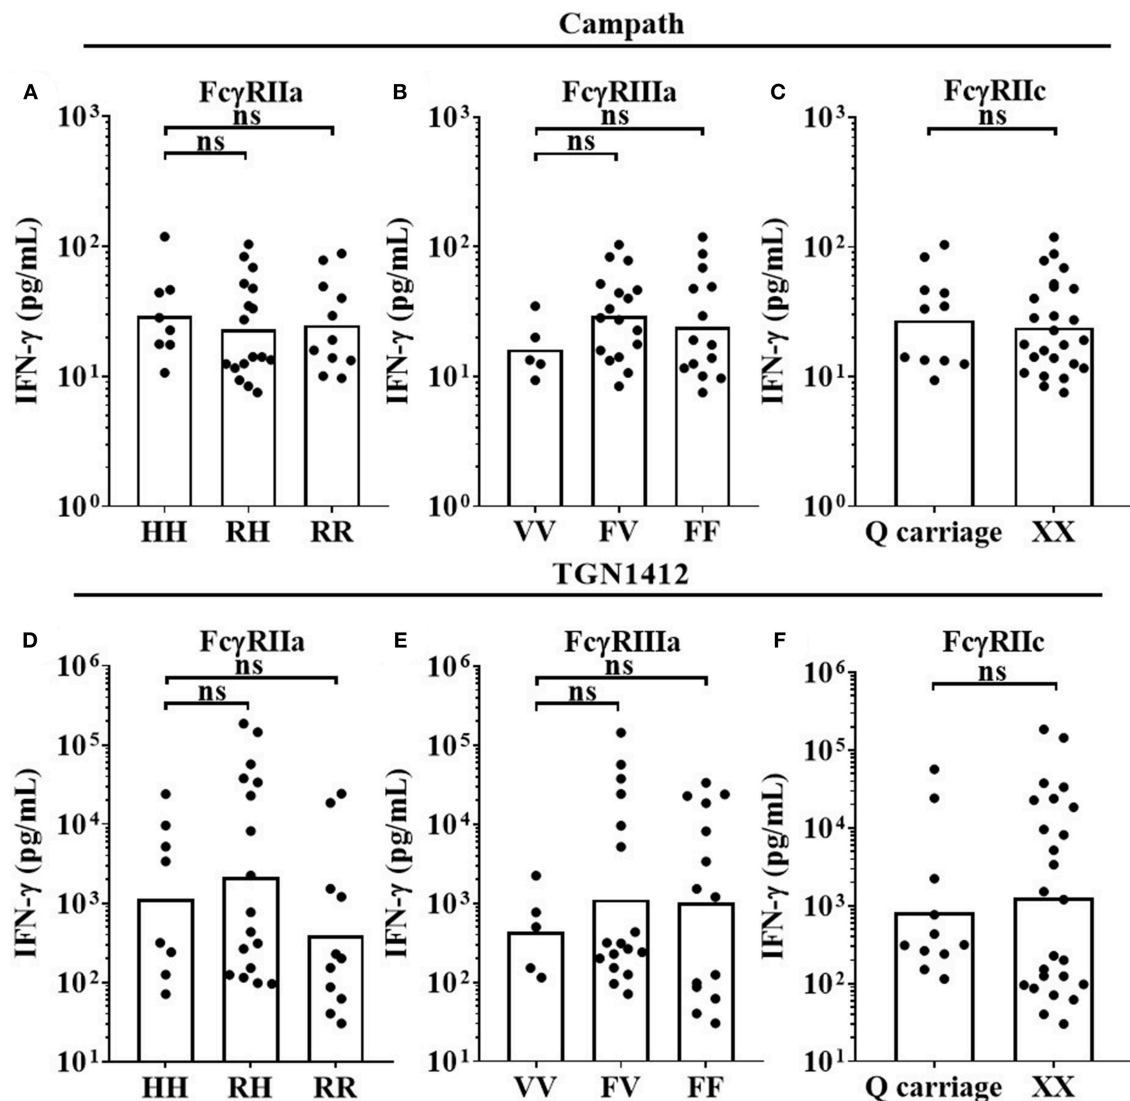 Campath
A
FcγRIIa
ns
ns
10³
10²
10¹
10⁰
IFN-γ (pg/mL)
HH RH RR
B
FcγRIIIa
ns
ns
10³
10²
10¹
10⁰
IFN-γ (pg/mL)
VV FV FF
C
FcγRIIc
ns
10³
10²
10¹
10⁰
IFN-γ (pg/mL)
Q carriage XX
TGN1412
D
FcγRIIa
ns
ns
10⁶
10⁵
10⁴
10³
10²
10¹
IFN-γ (pg/mL)
HH RH RR
E
FcγRIIIa
ns
ns
10⁶
10⁵
10⁴
10³
10²
10¹
IFN-γ (pg/mL)
VV FV FF
F
FcγRIIc
ns
10⁶
10⁵
10⁴
10³
10²
10¹
IFN-γ (pg/mL)
Q carriage XX